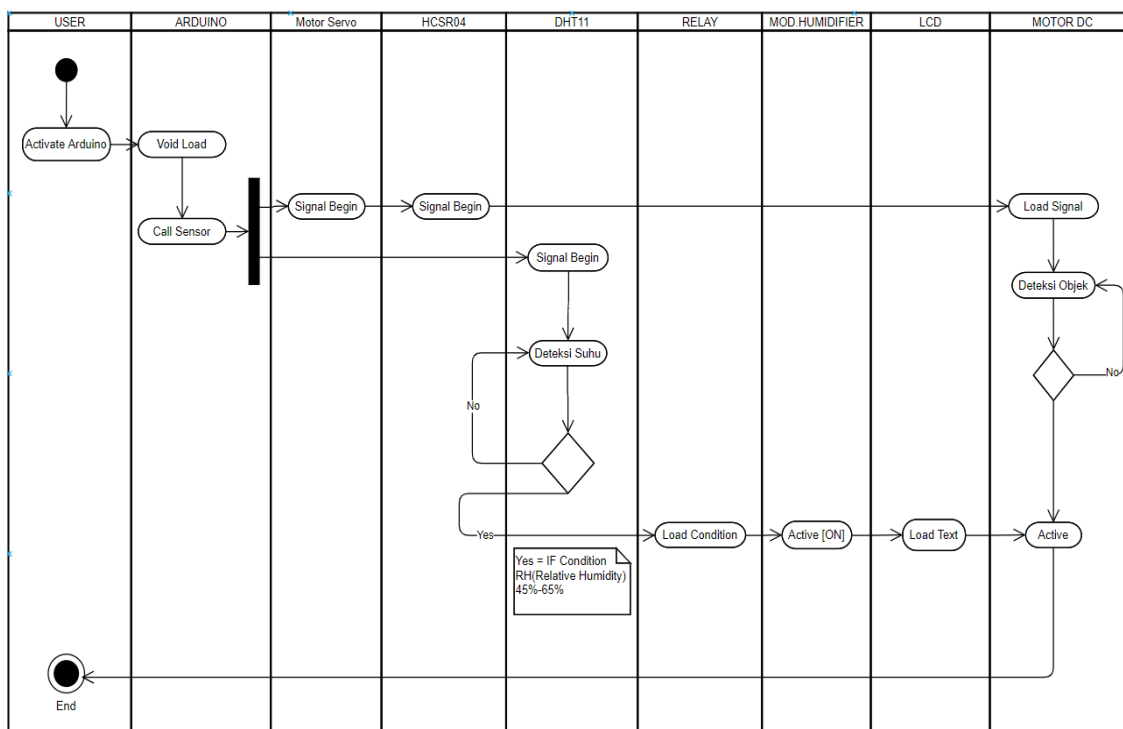 USER
ARDUINO
Motor Servo
HCSR04
DHT11
RELAY
MOD.HUMIDIFIER
LCD
MOTOR DC
Activate Arduino
Void Load
Signal Begin
Signal Begin
Load Signal
Call Sensor
Signal Begin
Deteksi Objek
Deteksi Suhu
No
No
Yes
Load Condition
Active [ON]
Load Text
Active
Yes = IF Condition
RH(Relative Humidity)
45%-65%
End